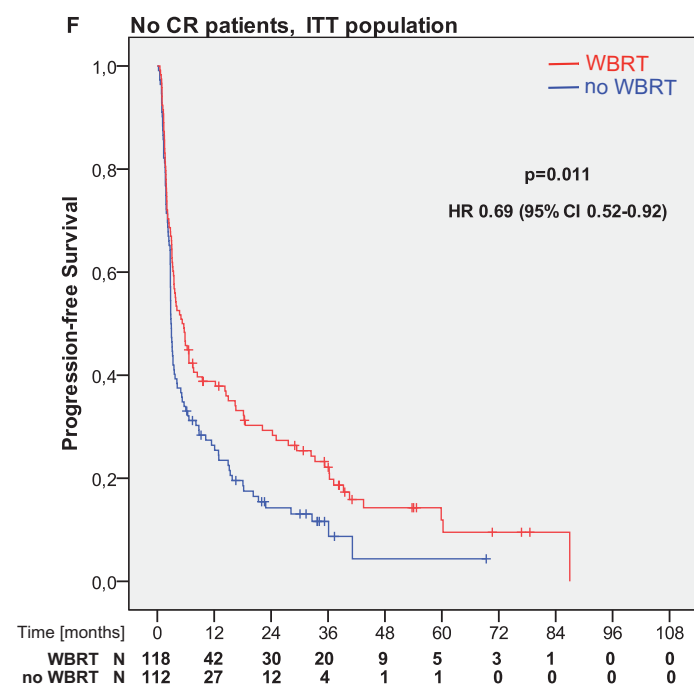 F No CR patients, ITT population
WBRT
no WBRT
p=0.011
HR 0.69 (95% CI 0.52-0.92)
Progression-free Survival
1,0
0,8
0,6
0,4
0,2
0,0
Time [months] 0 12 24 36 48 60 72 84 96 108
WBRT N 118 42 30 20 9 5 3 1 0 0
no WBRT N 112 27 12 4 1 1 0 0 0 0